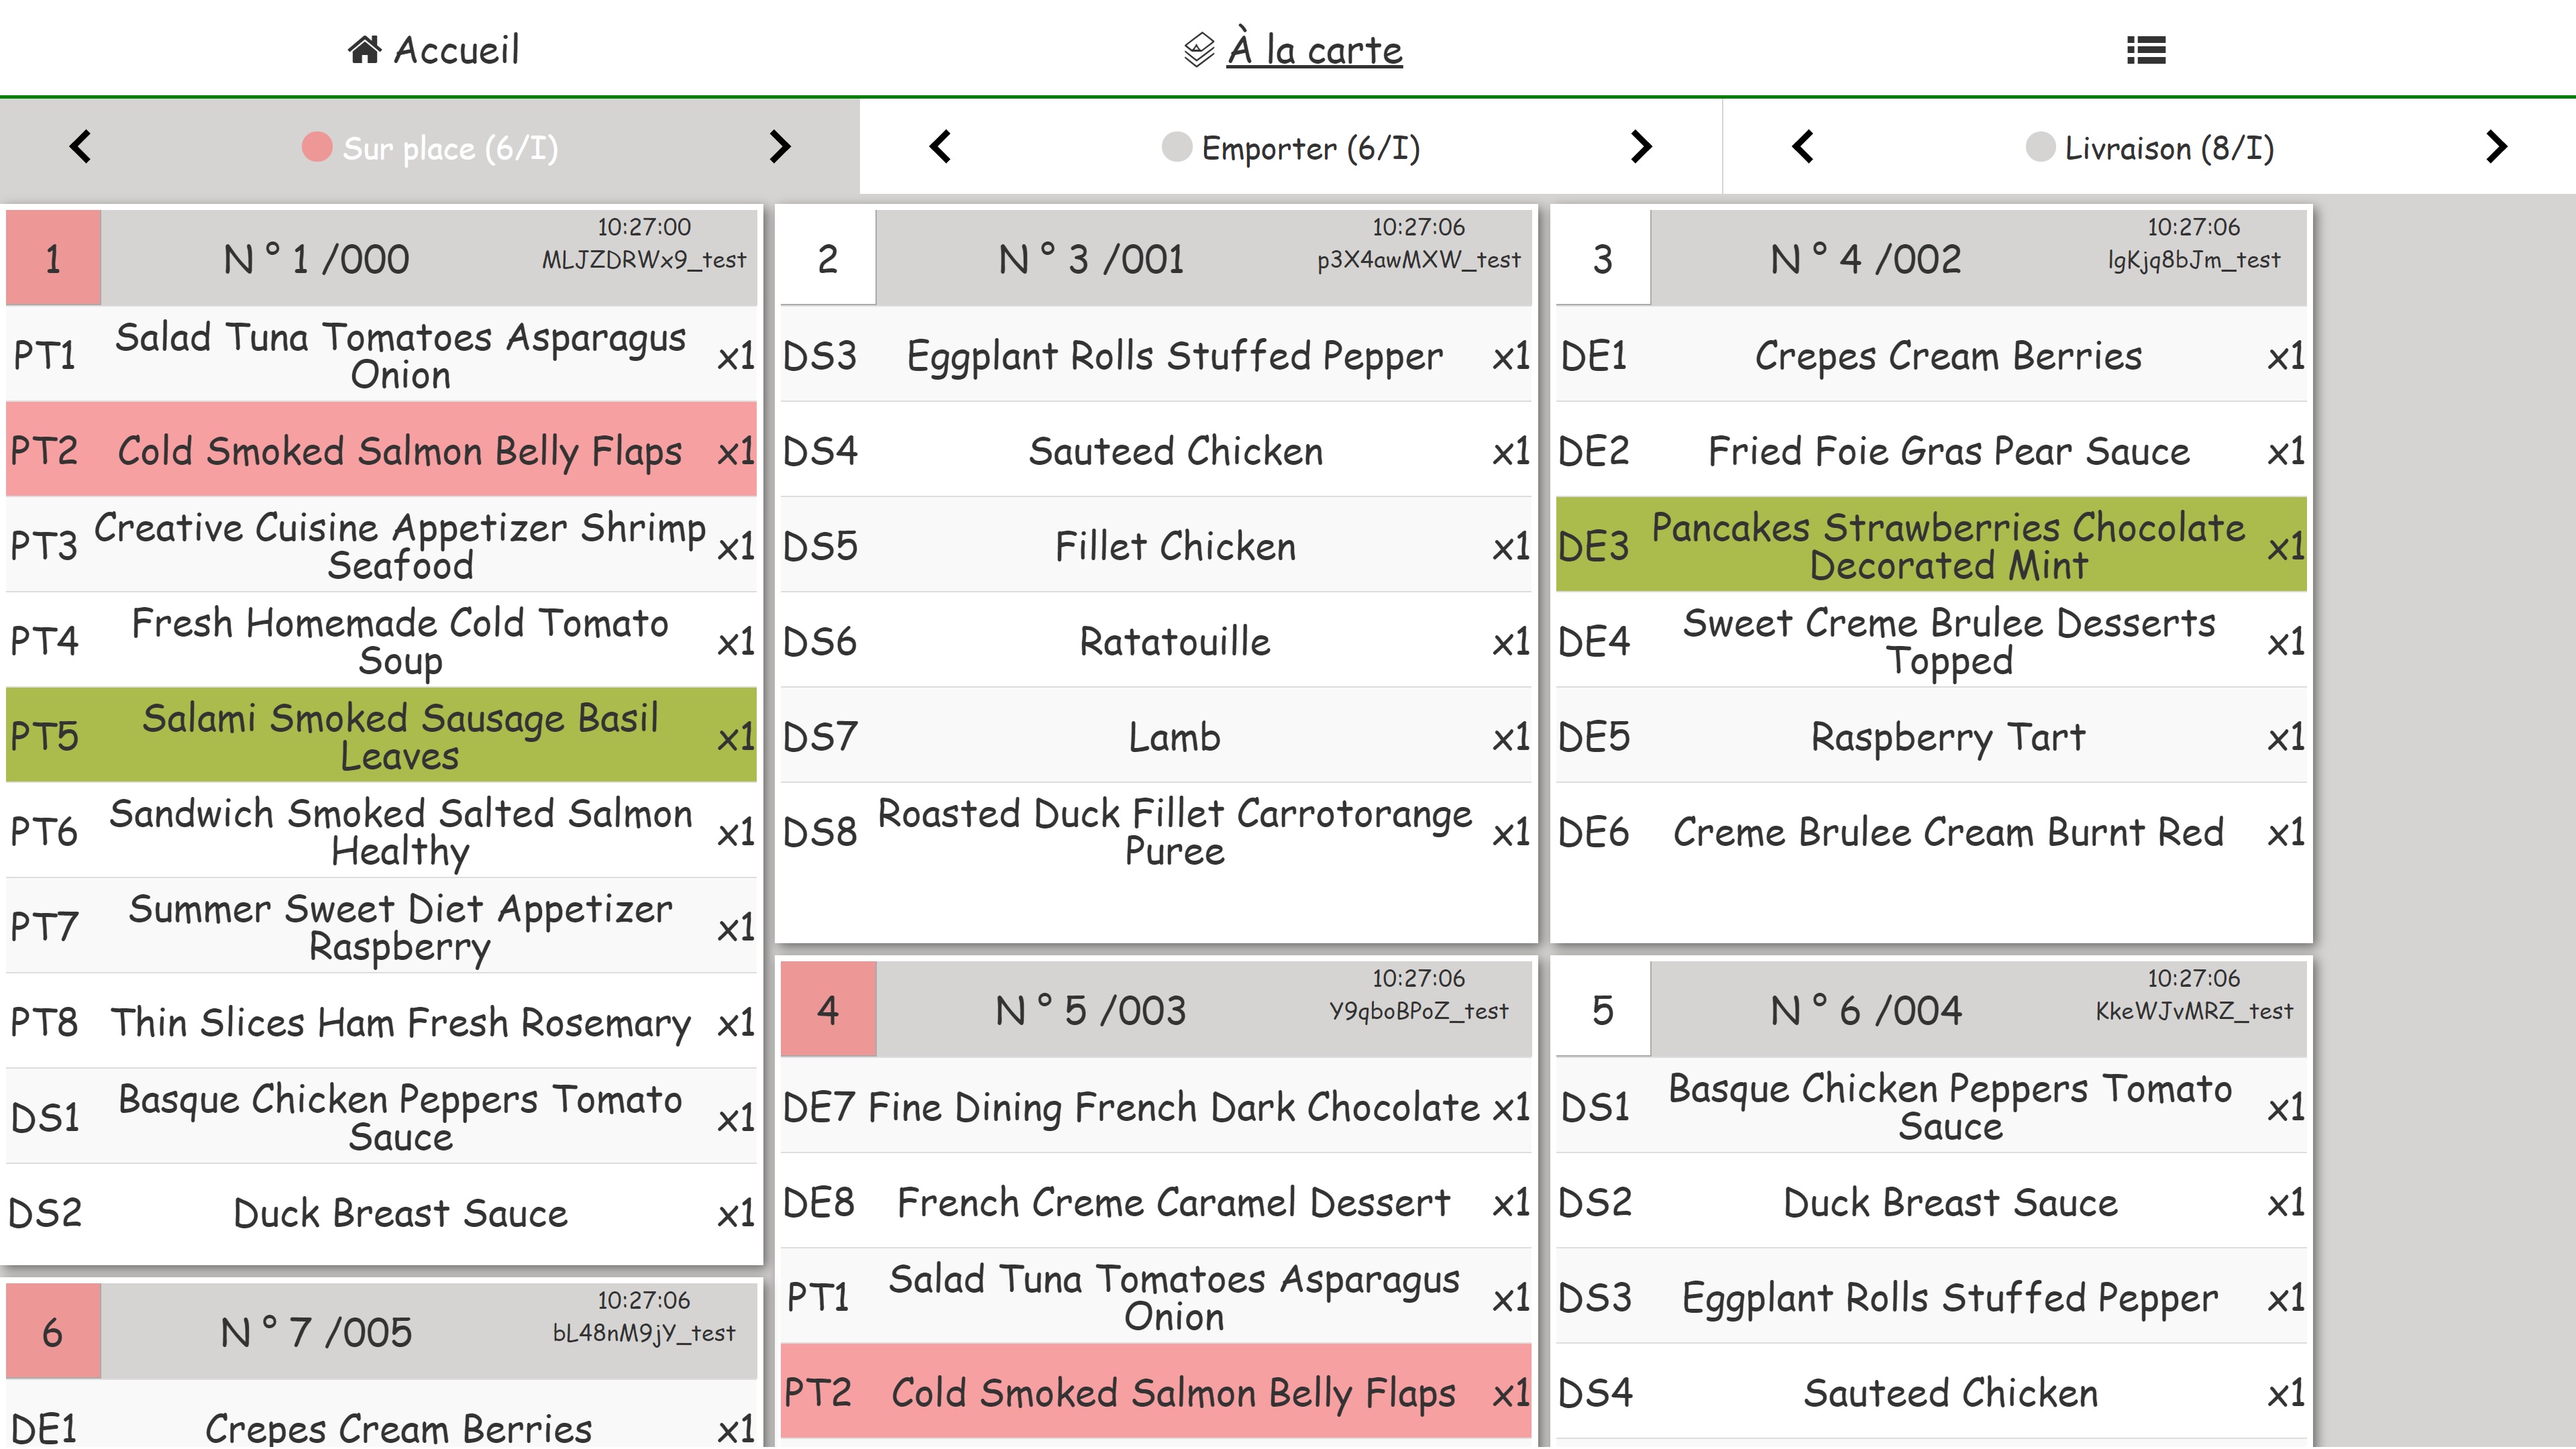 Accueil
À la carte
Sur place (6/I)
Emporter (6/I)
Livraison (8/I)
1
N ° 1 /000
10:27:00
MLJZDRWx9_test
PT1 Salad Tuna Tomatoes Asparagus x1
Onion
PT2 Cold Smoked Salmon Belly Flaps x1
PT3 Creative Cuisine Appetizer Shrimp x1
Seafood
PT4 Fresh Homemade Cold Tomato x1
Soup
PT5 Salami Smoked Sausage Basil x1
Leaves
PT6 Sandwich Smoked Salted Salmon x1
Healthy
PT7 Summer Sweet Diet Appetizer x1
Raspberry
PT8 Thin Slices Ham Fresh Rosemary x1
DS1 Basque Chicken Peppers Tomato x1
Sauce
DS2 Duck Breast Sauce x1
2
N ° 3 /001
10:27:06
p3X4awMXW_test
DS3 Eggplant Rolls Stuffed Pepper x1
DS4 Sauteed Chicken x1
DS5 Fillet Chicken x1
DS6 Ratatouille x1
DS7 Lamb x1
DS8 Roasted Duck Fillet Carrotorange x1
Puree
3
N ° 4 /002
10:27:06
lgKjq8bJm_test
DE1 Crepes Cream Berries x1
DE2 Fried Foie Gras Pear Sauce x1
DE3 Pancakes Strawberries Chocolate x1
Decorated Mint
DE4 Sweet Creme Brulee Desserts x1
Topped
DE5 Raspberry Tart x1
DE6 Creme Brulee Cream Burnt Red x1
4
N ° 5 /003
10:27:06
Y9qboBPoZ_test
DE7 Fine Dining French Dark Chocolate x1
DE8 French Creme Caramel Dessert x1
PT1 Salad Tuna Tomatoes Asparagus x1
Onion
PT2 Cold Smoked Salmon Belly Flaps x1
5
N ° 6 /004
10:27:06
KkeWJvMRZ_test
DS1 Basque Chicken Peppers Tomato x1
Sauce
DS2 Duck Breast Sauce x1
DS3 Eggplant Rolls Stuffed Pepper x1
DS4 Sauteed Chicken x1
6
N ° 7 /005
10:27:06
bL48nM9jY_test
DE1 Crepes Cream Berries x1